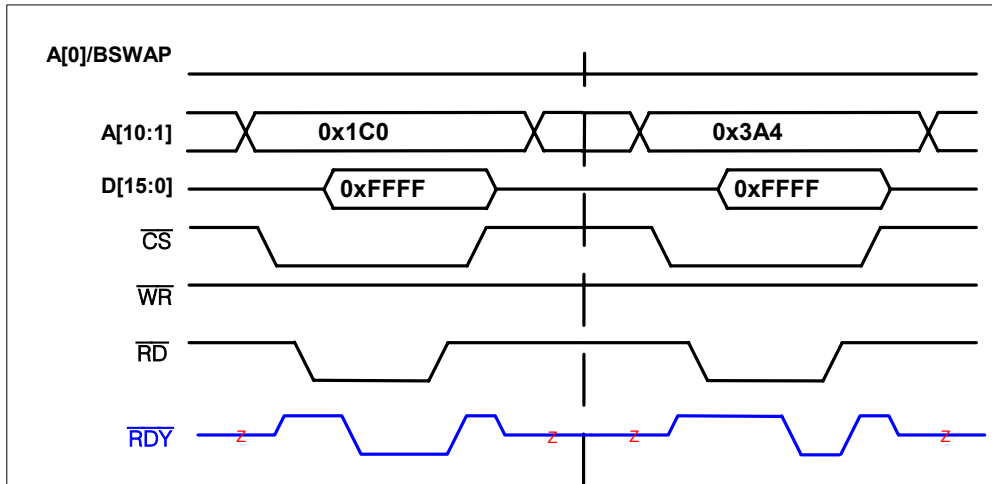 A[0]/BSWAP
A[10:1] 0x1C0 0x3A4
D[15:0] 0xFFFF 0xFFFF
CS
WR
RD
RDY Z Z Z Z